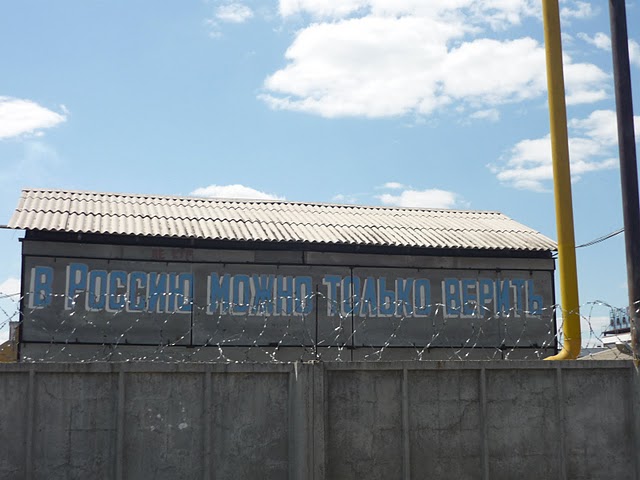 в Россию можно только верить